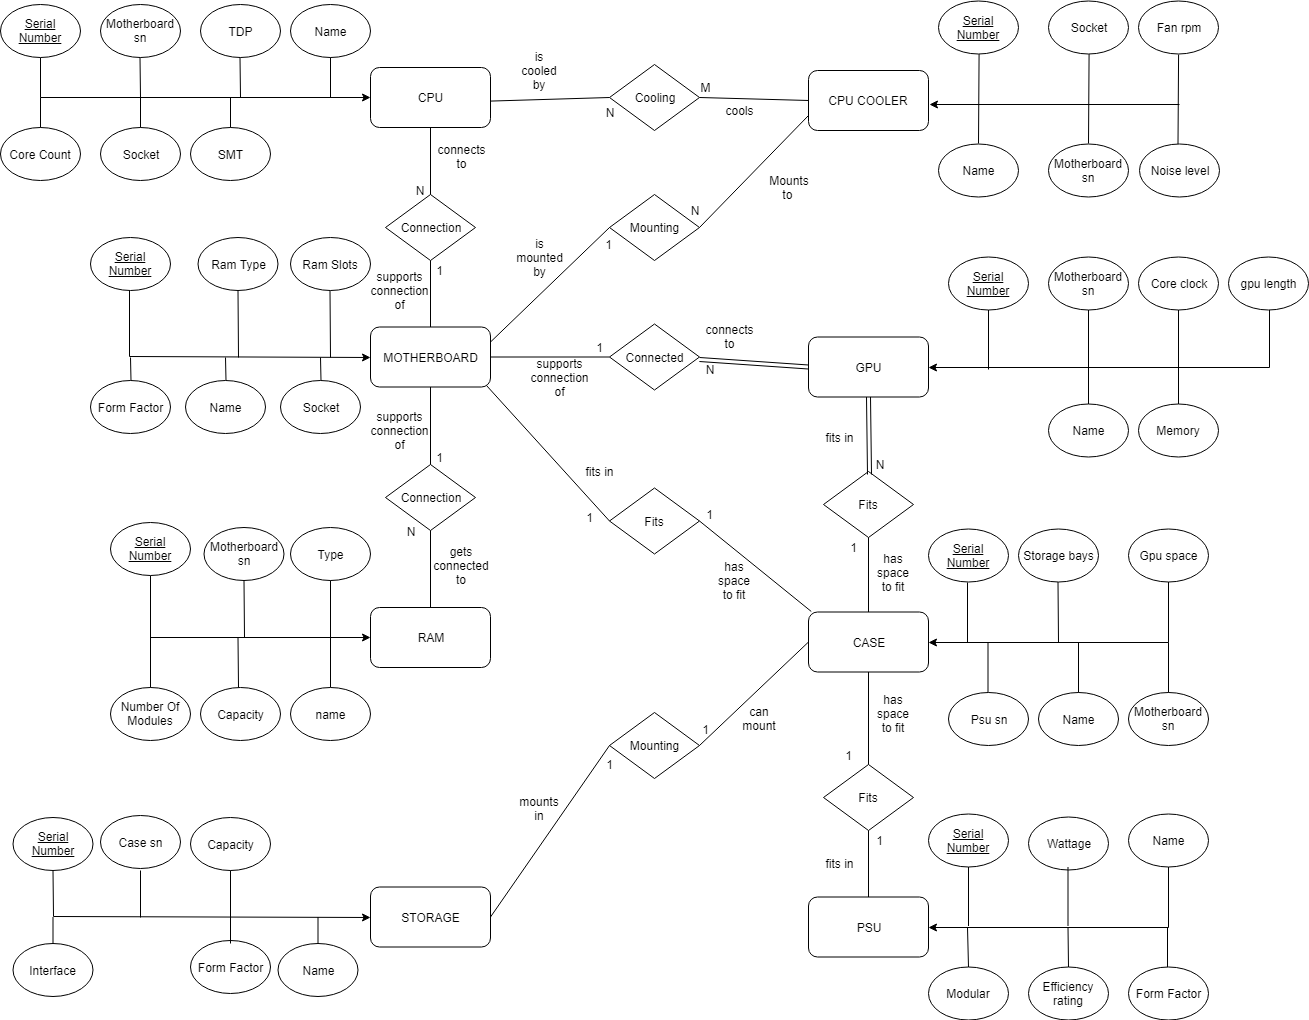 Serial
Number
Motherboard
sn
TDP
Name
Core Count
Socket
SMT
CPU
is
cooled
by
N
Cooling
M
cools
CPU COOLER
Serial
Number
Socket
Fan rpm
Name
Motherboard
sn
Noise level
connects
to
N
Connection
1
supports
connection
of
Mounts
to
N
Mounting
1
is
mounted
by
Serial
Number
Ram Type
Ram Slots
Form Factor
Name
Socket
MOTHERBOARD
1
supports
connection
of
Connected
connects
to
N
GPU
Serial
Number
Motherboard
sn
Core clock
gpu length
Name
Memory
supports
connection
of
1
Connection
N
gets
connected
to
fits in
1
Fits
1
has
space
to fit
fits in
N
Fits
1
has
space
to fit
Serial
Number
Motherboard
sn
Type
Number Of
Modules
Capacity
name
RAM
CASE
Serial
Number
Storage bays
Gpu space
Psu sn
Name
Motherboard
sn
can
mount
1
Mounting
1
mounts
in
has
space
to fit
1
Fits
1
fits in
Serial
Number
Case sn
Capacity
Interface
Form Factor
Name
STORAGE
PSU
Serial
Number
Wattage
Name
Modular
Efficiency
rating
Form Factor